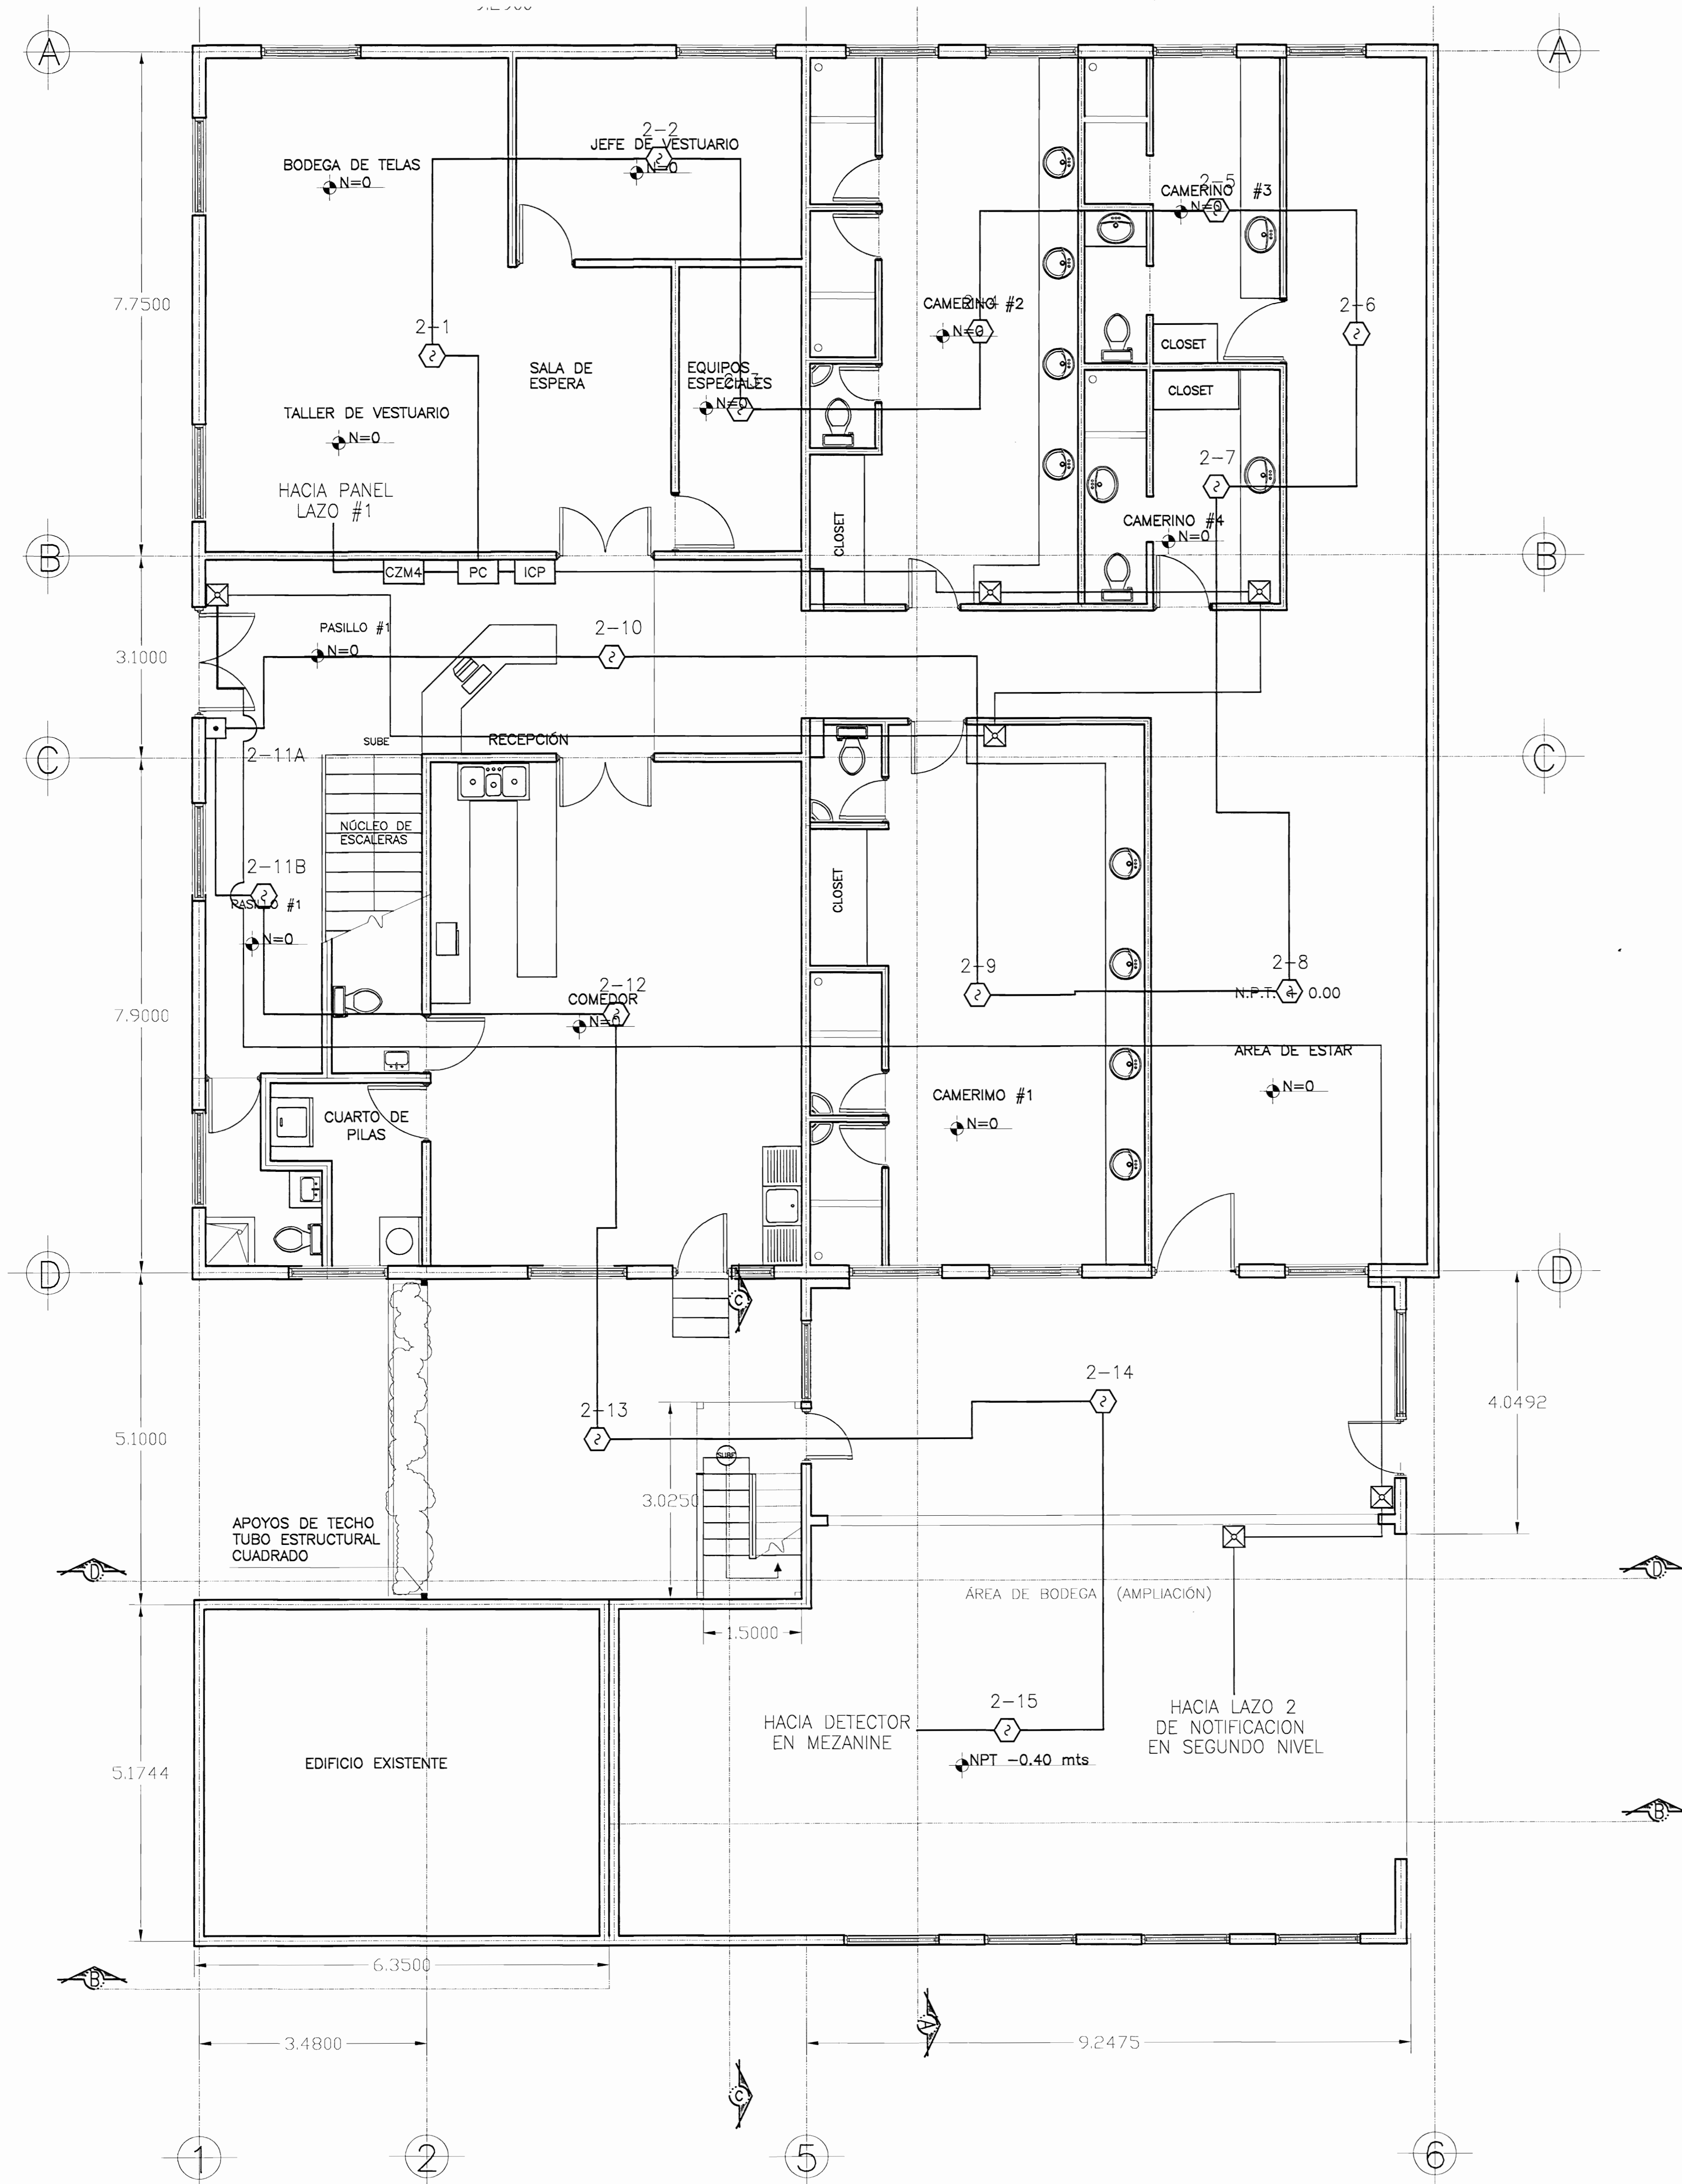 A
A
2-2
JEFE DE VESTUARIO
N=0
BODEGA DE TELAS
N=0
2-5
CAMERINO #3
N=0
7.7500
2-1
CAMERINO #2
N=0
2-6
CLOSET
SALA DE
ESPERA
EQUIPOS
ESPECIALES
N=0
CLOSET
TALLER DE VESTUARIO
N=0
2-7
HACIA PANEL
LAZO #1
CLOSET
CAMERINO #4
N=0
B
B
CZM4
PC
ICP
PASILLO #1
N=0
2-10
3.1000
SUBE
RECEPCIÓN
C
C
2-11A
NÚCLEO DE
ESCALERAS
2-11B
PASILLO #1
N=0
CLOSET
2-9
2-8
N.P.T. + 0.00
2-12
COMEDOR
N=0
7.9000
AREA DE ESTAR
N=0
CAMERIMO #1
N=0
CUARTO DE
PILAS
D
D
C
2-14
2-13
4.0492
5.1000
SUBE
3.0250
APOYOS DE TECHO
TUBO ESTRUCTURAL
CUADRADO
D
D
ÁREA DE BODEGA (AMPLIACIÓN)
1.5000
2-15
HACIA DETECTOR
EN MEZANINE
HACIA LAZO 2
DE NOTIFICACION
EN SEGUNDO NIVEL
NPT -0.40 mts
EDIFICIO EXISTENTE
5.1744
B
6.3500
B
A
3.4800
9.2475
C
1
2
5
6